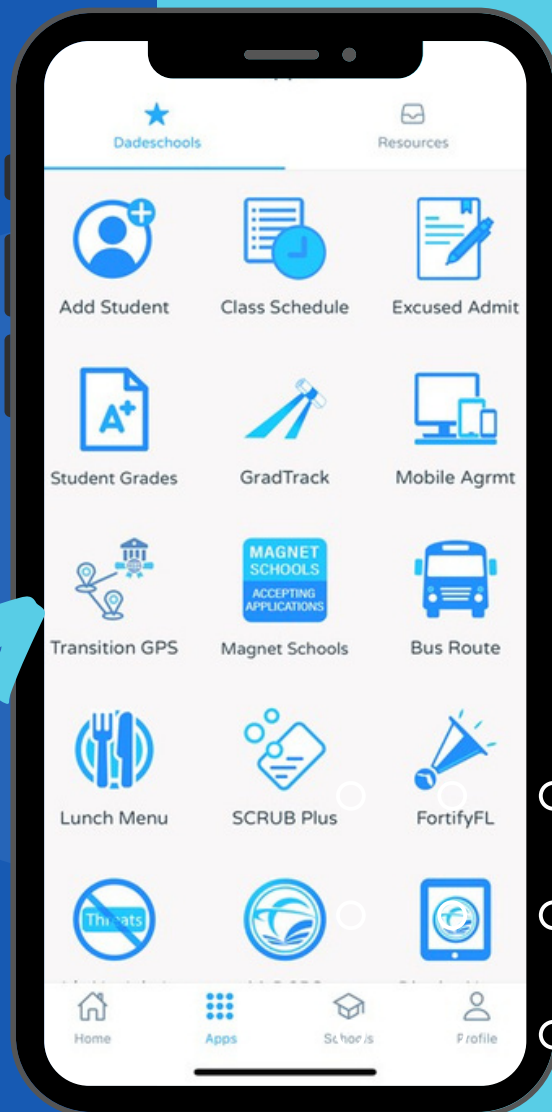 Dadeschools
Resources
Add Student
Class Schedule
Excused Admit
A+
Student Grades
GradTrack
Mobile Agrmt
MAGNET
SCHOOLS
ACCEPTING
APPLICATIONS
Transition GPS
Magnet Schools
Bus Route
Lunch Menu
SCRUB Plus
FortifyFL
Threats
Home
Apps
Schools
Profile